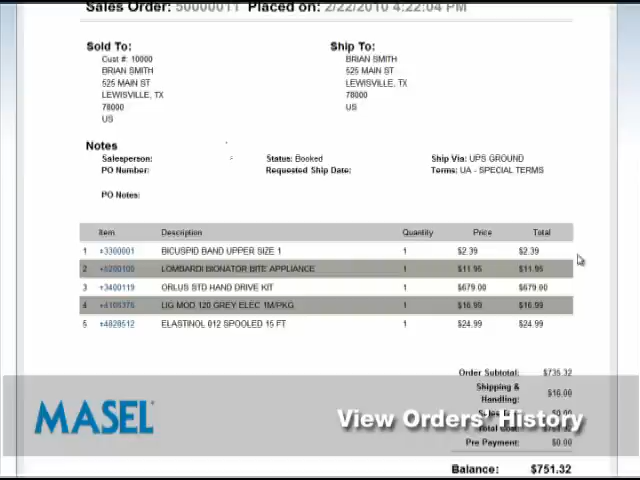 Sales Order: 50000011 Placed on: 2/22/2010 4:22:04 PM
Sold To: Ship To:
Cust #: 10000 BRIAN SMITH
BRIAN SMITH 525 MAIN ST
525 MAIN ST LEWISVILLE, TX
LEWISVILLE, TX 78000
78000 US
US
Notes
Salesperson: Status: Booked Ship Via: UPS GROUND
PO Number: Requested Ship Date: Terms: UA - SPECIAL TERMS
PO Notes:
Item Description Quantity Price Total
1 +3300001 BICUSPID BAND UPPER SIZE 1 1 $2.39 $2.39
2 LOMBARDI BIONATOR BITE APPLIANCE 1 $11.95 $11.95
3 +3400119 ORLUS STD HAND DRIVE KIT 1 $679.00 $679.00
4 +4105375 LIG MOD 120 GREY ELEC 1M/PKG 1 $16.99 $16.99
5 +4828512 ELASTINOL 012 SPOOLED 15 FT 1 $24.99 $24.99
Order Subtotal: $735.32
Shipping & Handling: $16.00
MASEL
View Orders' History
Total Cost:
Pre Payment: $0.00
Balance: $751.32